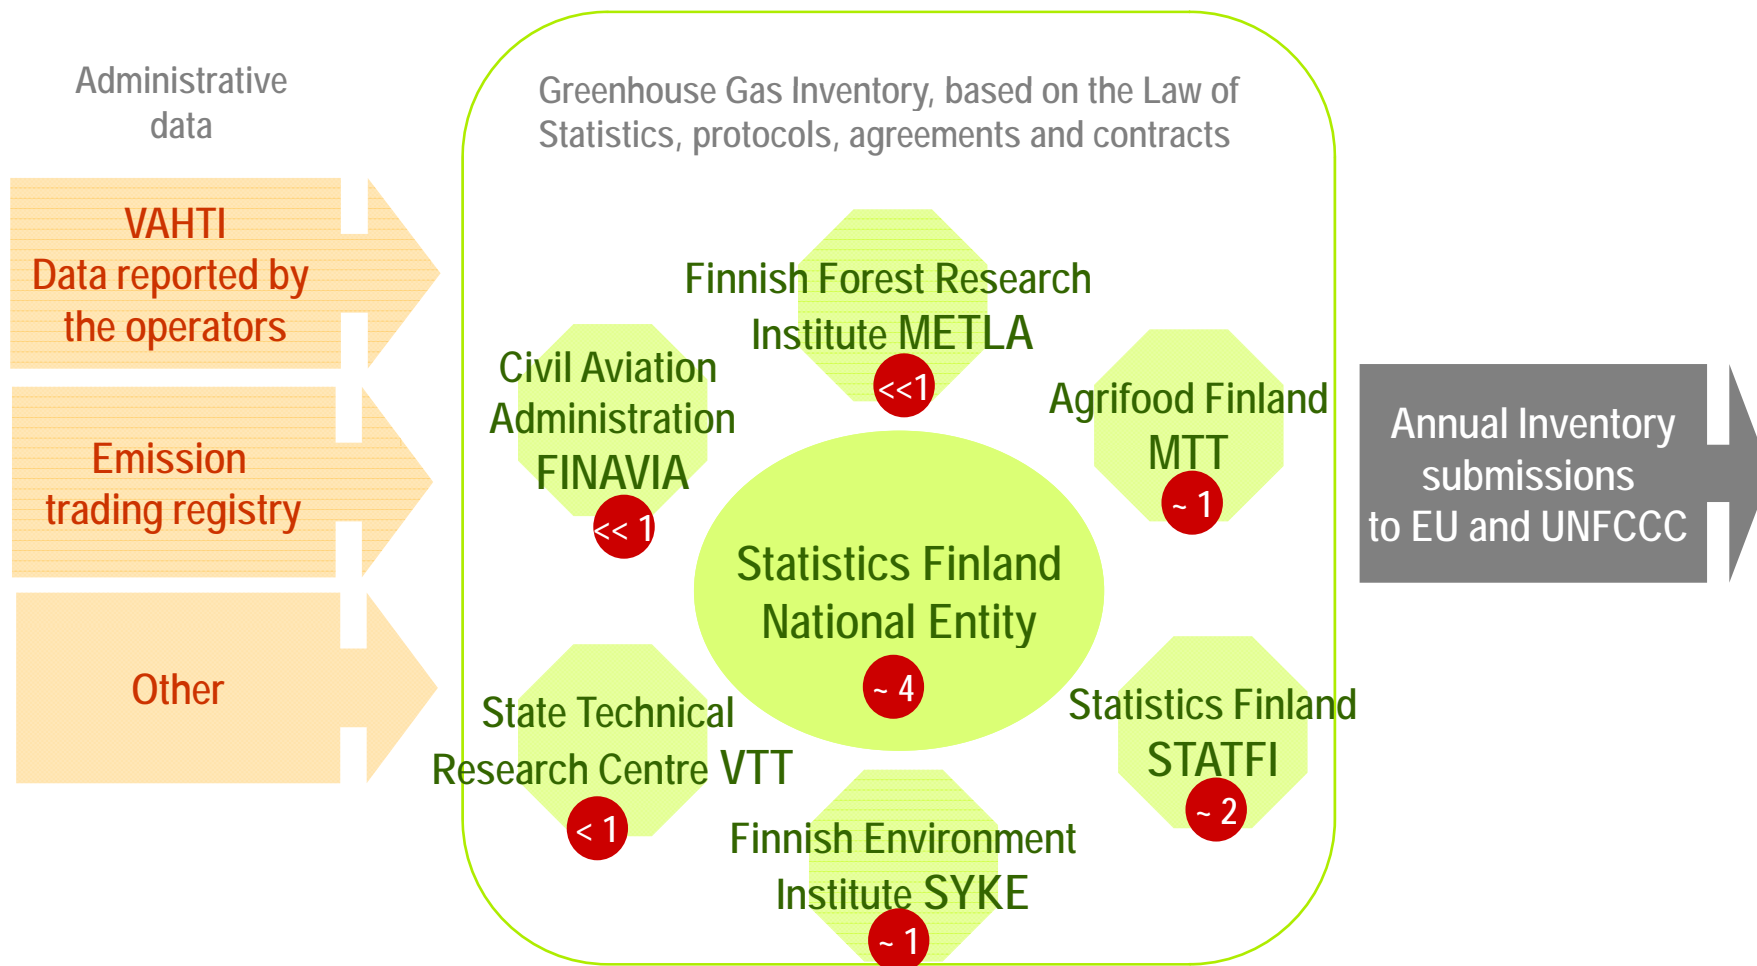 Administrative
data
Greenhouse Gas Inventory, based on the Law of
Statistics, protocols, agreements and contracts
VAHTI
Data reported by
the operators
Emission
trading registry
Other
Finnish Forest Research
Institute METLA
<<1
Civil Aviation
Administration
FINAVIA
<< 1
Agrifood Finland
MTT
~ 1
Statistics Finland
National Entity
~ 4
State Technical
Research Centre VTT
< 1
Statistics Finland
STATFI
~ 2
Finnish Environment
Institute SYKE
~ 1
Annual Inventory
submissions
to EU and UNFCCC